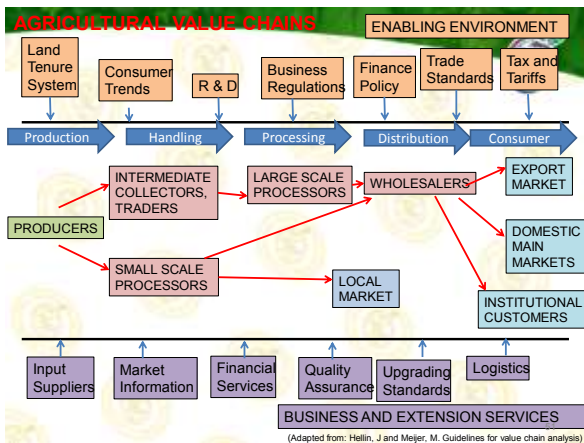 AGRICULTURAL VALUE CHAINS
ENABLING ENVIRONMENT
Land
Tenure
System
Consumer
Trends
R & D
Business
Regulations
Finance
Policy
Trade
Standards
Tax and
Tariffs
Production
Handling
Processing
Distribution
Consumer
INTERMEDIATE
COLLECTORS,
TRADERS
LARGE SCALE
PROCESSORS
WHOLESALERS
EXPORT
MARKET
PRODUCERS
DOMESTIC
MAIN
MARKETS
SMALL SCALE
PROCESSORS
LOCAL
MARKET
INSTITUTIONAL
CUSTOMERS
Input
Suppliers
Market
Information
Financial
Services
Quality
Assurance
Upgrading
Standards
Logistics
BUSINESS AND EXTENSION SERVICES
(Adapted from: Hellin, J and Meijer, M. Guidelines for value chain analysis)